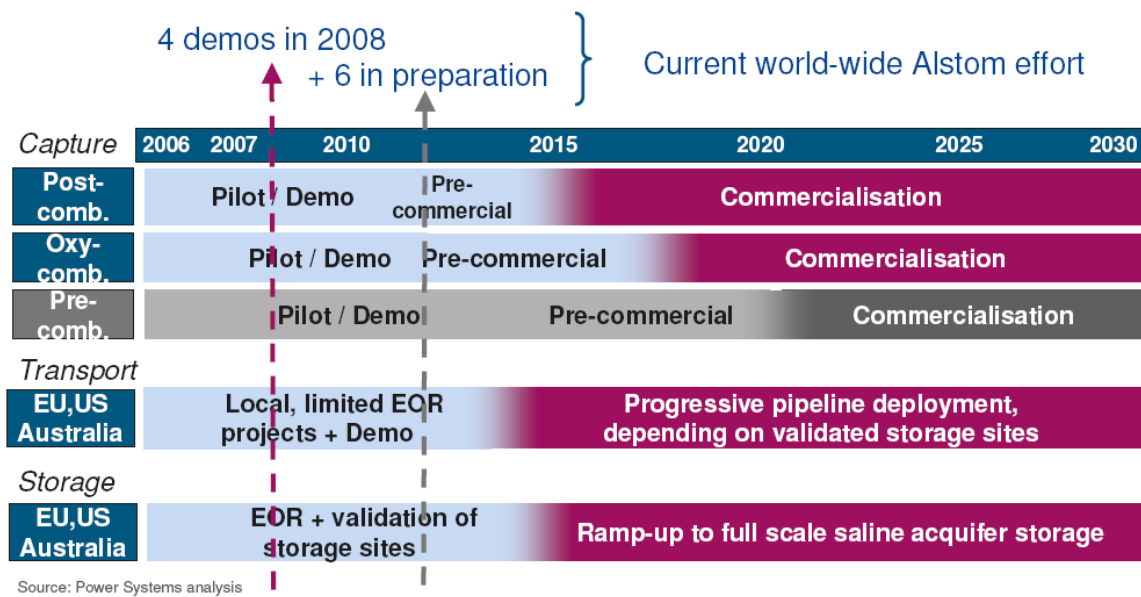 4 demos in 2008
+ 6 in preparation
Current world-wide Alstom effort
Capture
2006 2007 2010 2015 2020 2025 2030
Post-
comb.
Pilot / Demo
Pre-
commercial
Commercialisation
Oxy-
comb.
Pilot / Demo
Pre-commercial
Commercialisation
Pre-
comb.
Pilot / Demo
Pre-commercial
Commercialisation
Transport
EU,US
Australia
Local, limited EOR
projects + Demo
Progressive pipeline deployment,
depending on validated storage sites
Storage
EU,US
Australia
EOR + validation of
storage sites
Ramp-up to full scale saline acquifer storage
Source: Power Systems analysis